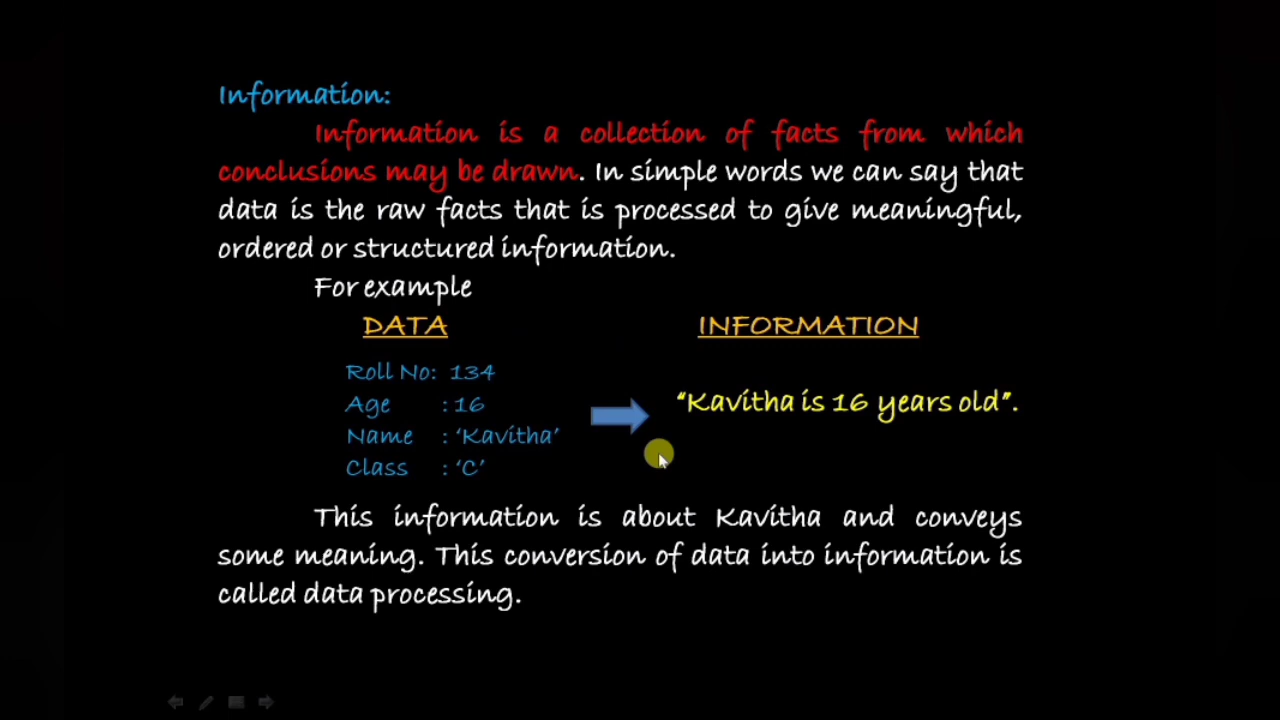 Information:
Information is a collection of facts from which
conclusions may be drawn. In simple words we can say that
data is the raw facts that is processed to give meaningful,
ordered or structured information.
For example
DATA INFORMATION
Roll No: 134
Age : 16
Name : ‘Kavitha’
Class : ‘C’
“Kavitha is 16 years old”.
This information is about Kavitha and conveys
some meaning. This conversion of data into information is
called data processing.